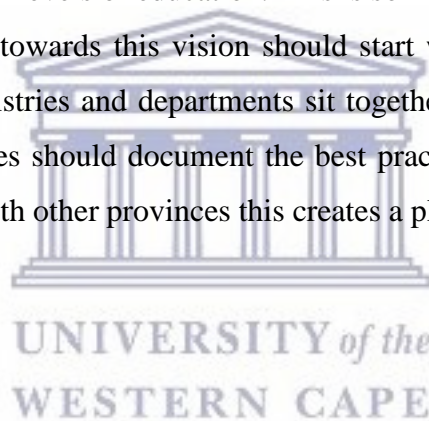 towards this vision should start
stries and departments sit togethe
es should document the best prac
th other provinces this creates a pl
UNIVERSITY of the
WESTERN CAPE